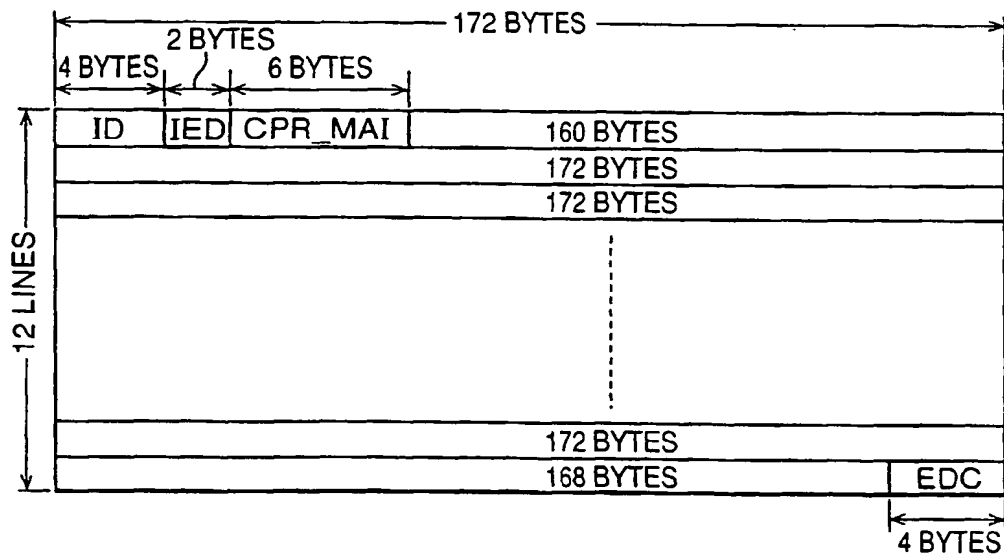 172 BYTES
2 BYTES
4 BYTES 6 BYTES
ID IED CPR_MAI 160 BYTES
172 BYTES
172 BYTES
12 LINES
172 BYTES
168 BYTES EDC
4 BYTES